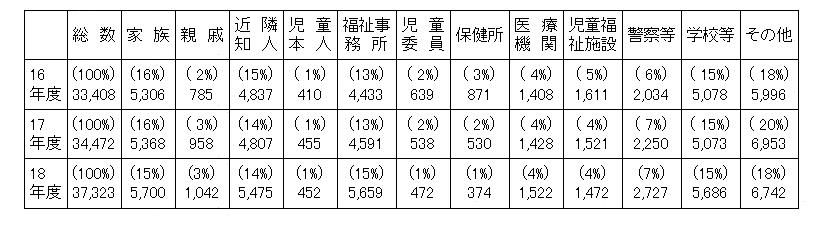 総数 家族 親戚 近隣知人 児童本人 福祉事務所 児童委員 保健所 医療機関 児童福祉施設 警察等 学校等 その他
16 (100%) (16%) ( 2%) (15%) ( 1%) (13%) ( 2%) ( 3%) ( 4%) ( 5%) ( 6%) ( 15%) ( 18%)
年度 33,408 5,306 785 4,837 410 4,433 639 871 1,408 1,611 2,034 5,078 5,996
17 (100%) (16%) ( 3%) (14%) ( 1%) (13%) ( 2%) ( 2%) ( 4%) ( 4%) ( 7%) ( 15%) ( 20%)
年度 34,472 5,368 958 4,807 455 4,591 538 530 1,428 1,521 2,250 5,073 6,953
18 (100%) (15%) (3%) (14%) (1%) (15%) (1%) (1%) (4%) (4%) (7%) (15%) (18%)
年度 37,323 5,700 1,042 5,475 452 5,659 472 374 1,522 1,472 2,727 5,686 6,742